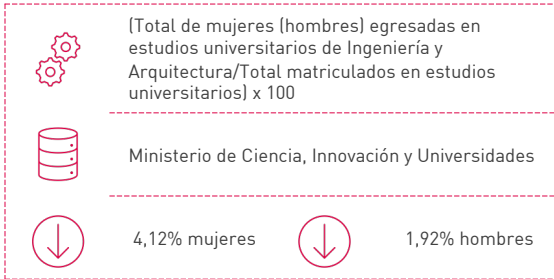 (Total de mujeres (hombres) egresadas en
estudios universitarios de Ingeniería y
Arquitectura/Total matriculados en estudios
universitarios) x 100
Ministerio de Ciencia, Innovación y Universidades
4,12% mujeres
1,92% hombres